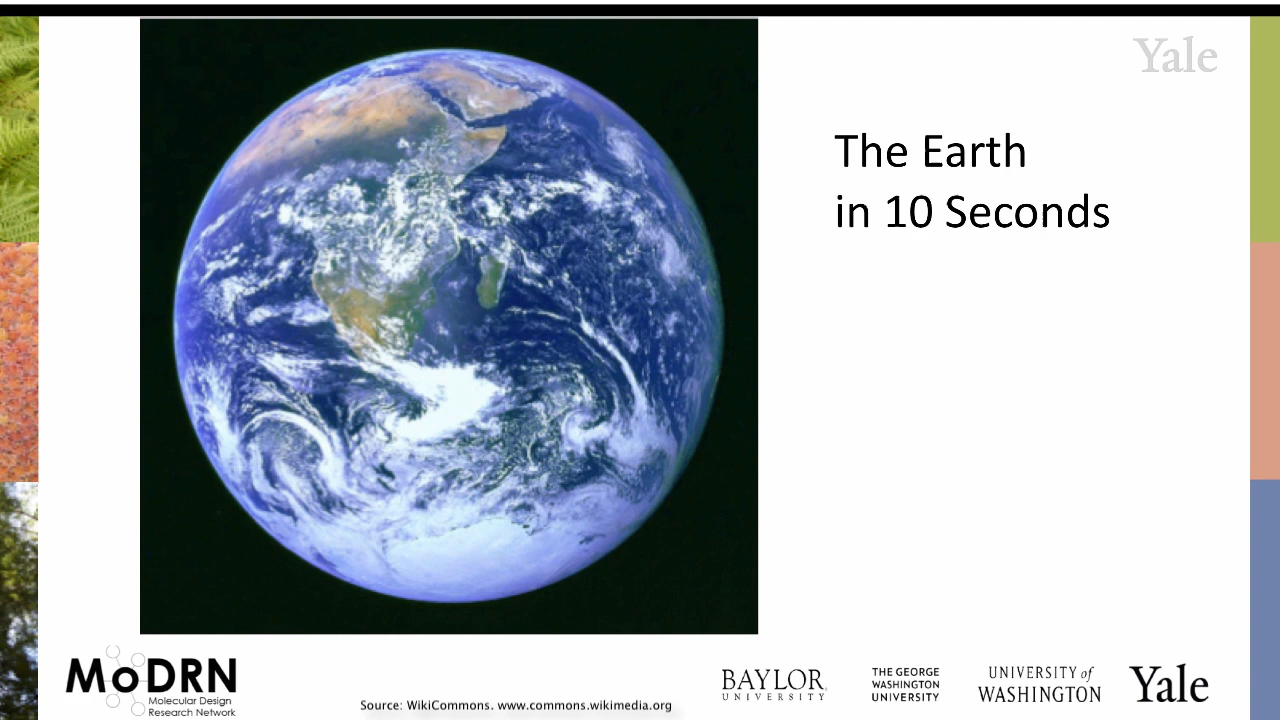 Yale
The Earth
in 10 Seconds
MoDRN
Molecular Design
Research Network
Source: WikiCommons. www.commons.wikimedia.org
BAYLOR
UNIVERSITY
THE GEORGE
WASHINGTON
UNIVERSITY
UNIVERSITY of
WASHINGTON
Yale